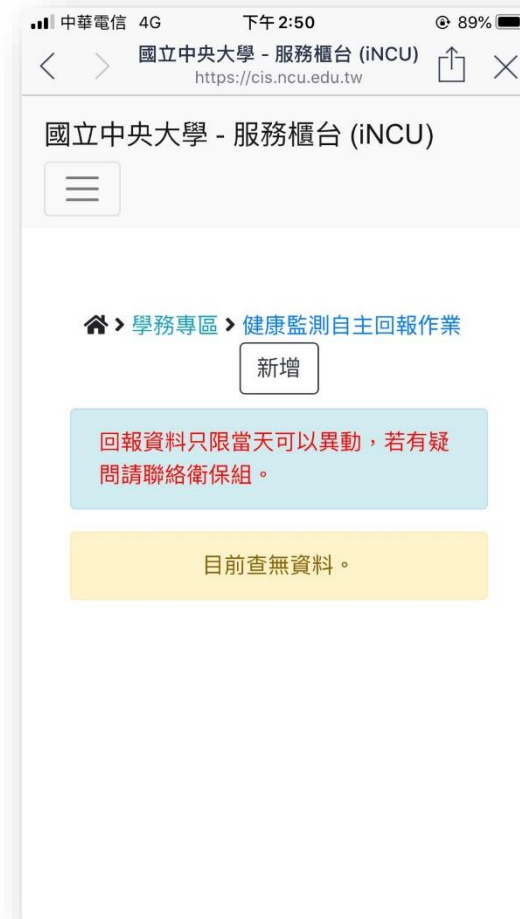 中華電信 4G 下午2:50 89%
國立中央大學 - 服務櫃台 (iNCU)
https://cis.ncu.edu.tw
國立中央大學 - 服務櫃台 (iNCU)
學務專區 健康監測自主回報作業
新增
回報資料只限當天可以異動，若有疑
問請聯絡衛保組。
目前查無資料。